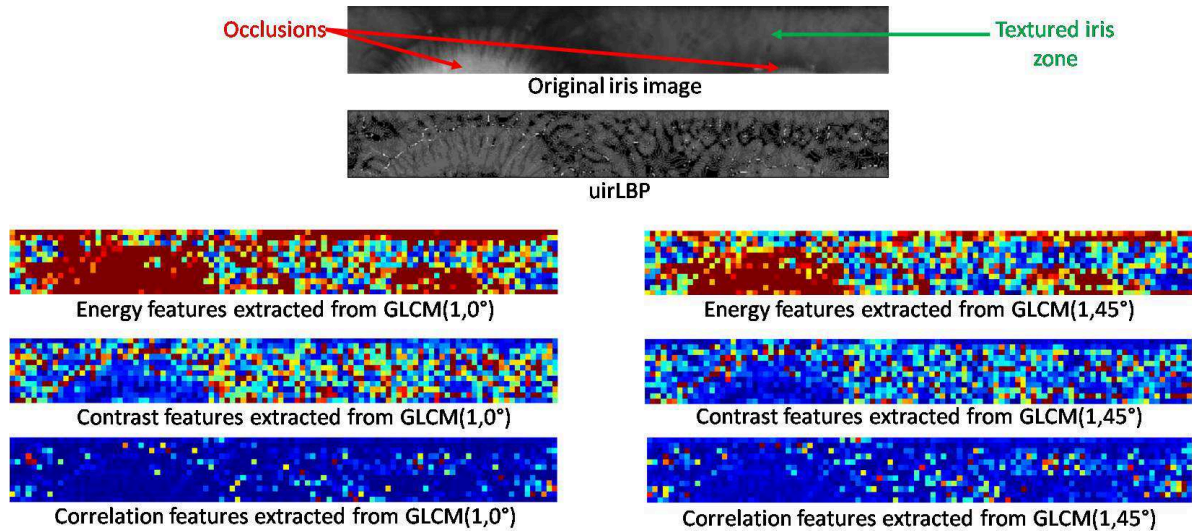 Occlusions
Textured iris
zone
Original iris image
uirLBP
Energy features extracted from GLCM(1,0°)
Energy features extracted from GLCM(1,45°)
Contrast features extracted from GLCM(1,0°)
Contrast features extracted from GLCM(1,45°)
Correlation features extracted from GLCM(1,0°)
Correlation features extracted from GLCM(1,45°)